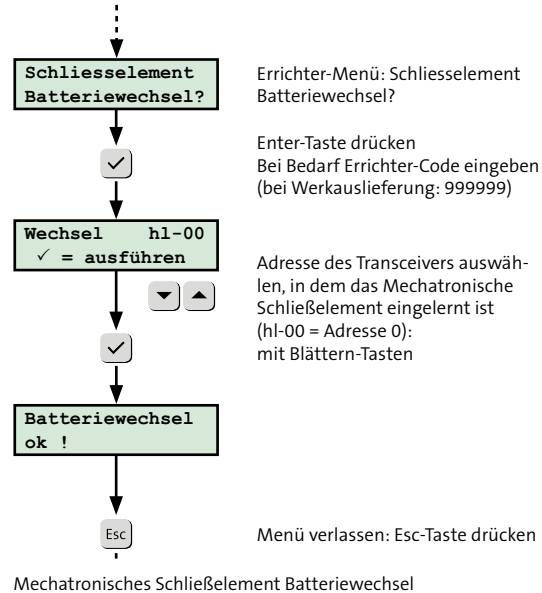 Schliesselement
Batteriewechsel?
Errichter-Menü: Schliesselement
Batteriewechsel?
Enter-Taste drücken
Bei Bedarf Errichter-Code eingeben
(bei Werkauslieferung: 999999)
✓
Wechsel hl-00
✓ = ausführen
Adresse des Transceivers auswäh-
len, in dem das Mechatronische
Schließelement eingelernt ist
(hl-00 = Adresse 0):
mit Blättern-Tasten
✓
Batteriewechsel
ok !
Esc
Menü verlassen: Esc-Taste drücken
Mechatronisches Schließelement Batteriewechsel